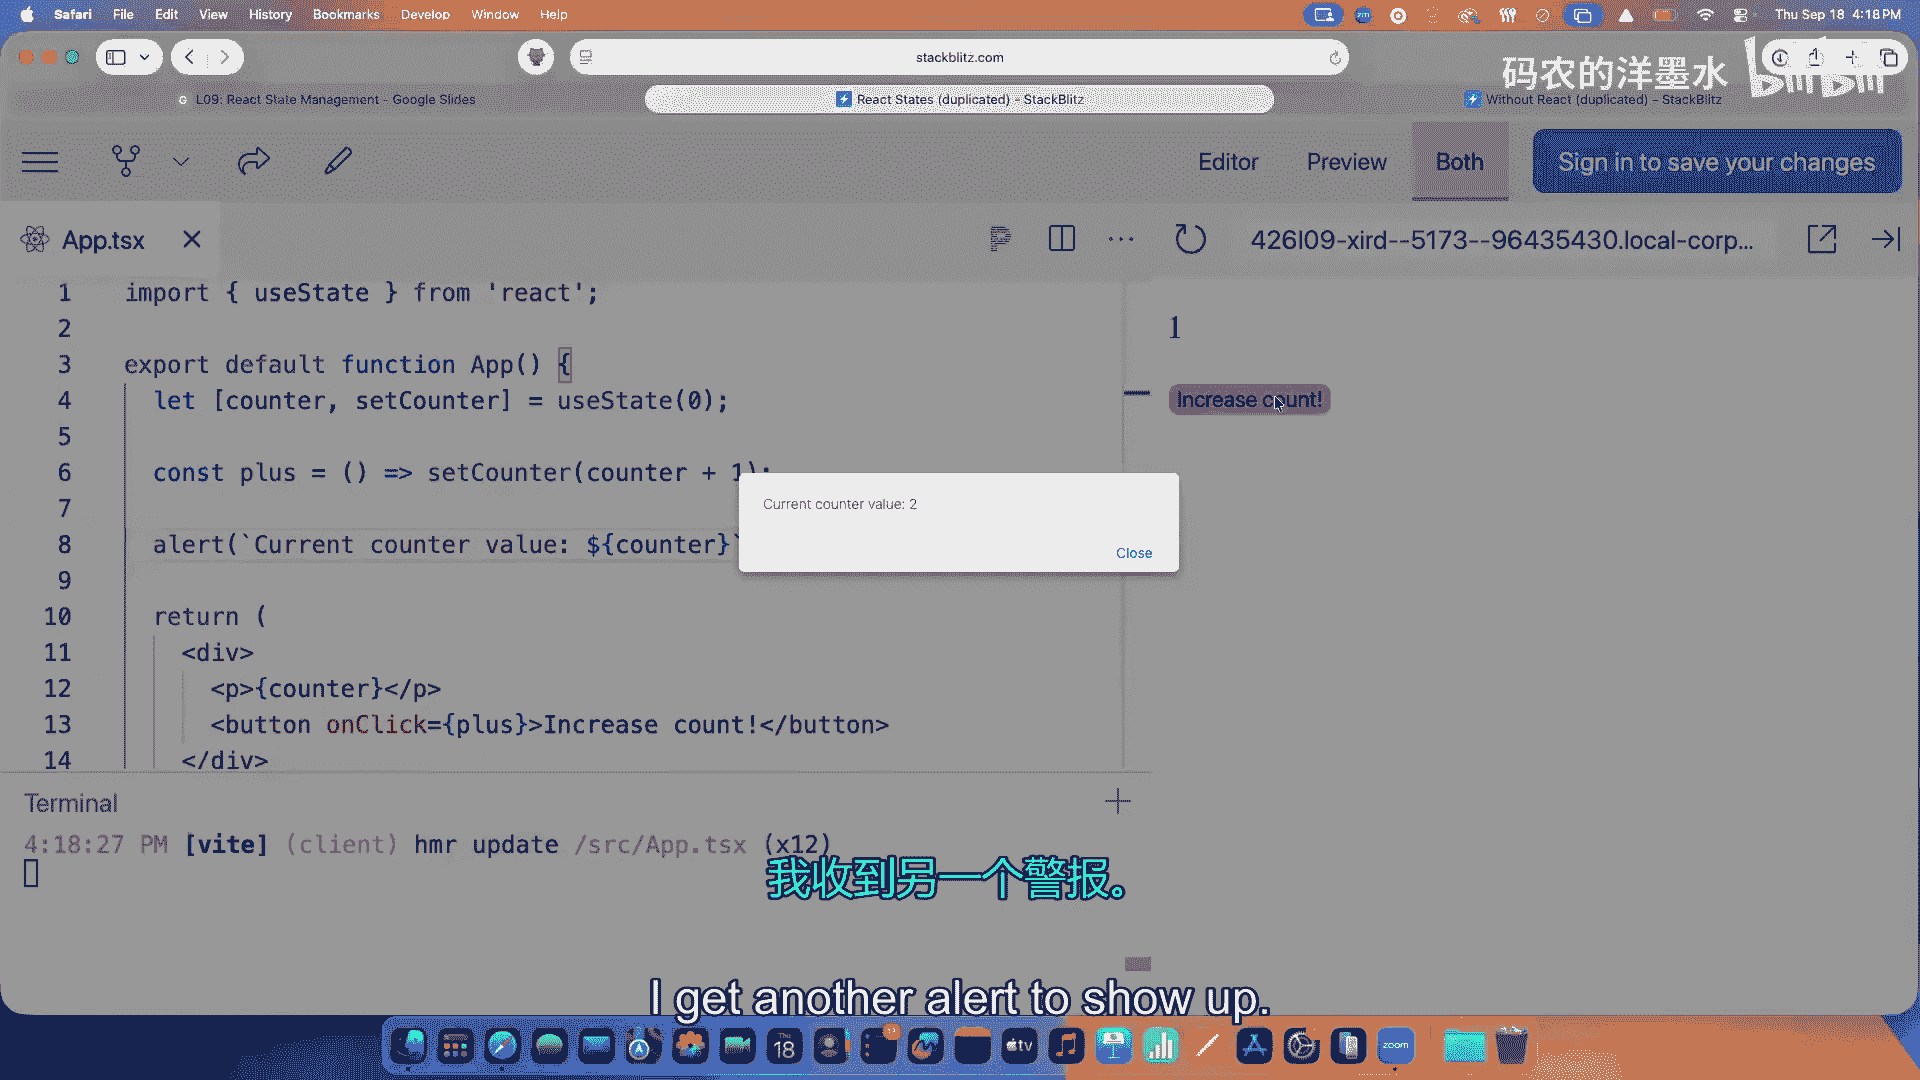 Safari File Edit View History Bookmarks Develop Window Help
zm
Thu Sep 18 4:18 PM
stackblitz.com
码农的洋墨水
bilibili
G L09: React State Management - Google Slides
React States (duplicated) - StackBlitz
Without React (duplicated) - StackBlitz
Editor Preview Both Sign in to save your changes
App.tsx
426l09-xird--5173--96435430.local-corp...
1 import { useState } from 'react';
2
3 export default function App() {
4 let [counter, setCounter] = useState(0);
5
6 const plus = () => setCounter(counter + 1);
7
8 alert(`Current counter value: ${counter}`
9
10 return (
11 <div>
12 <p>{counter}</p>
13 <button onClick={plus}>Increase count!</button>
14 </div>
1
Increase count!
Current counter value: 2
Close
Terminal
4:18:27 PM [vite] (client) hmr update /src/App.tsx (x12)
我收到另一个警报。
I get another alert to show up.
THU
18
tv
zoom